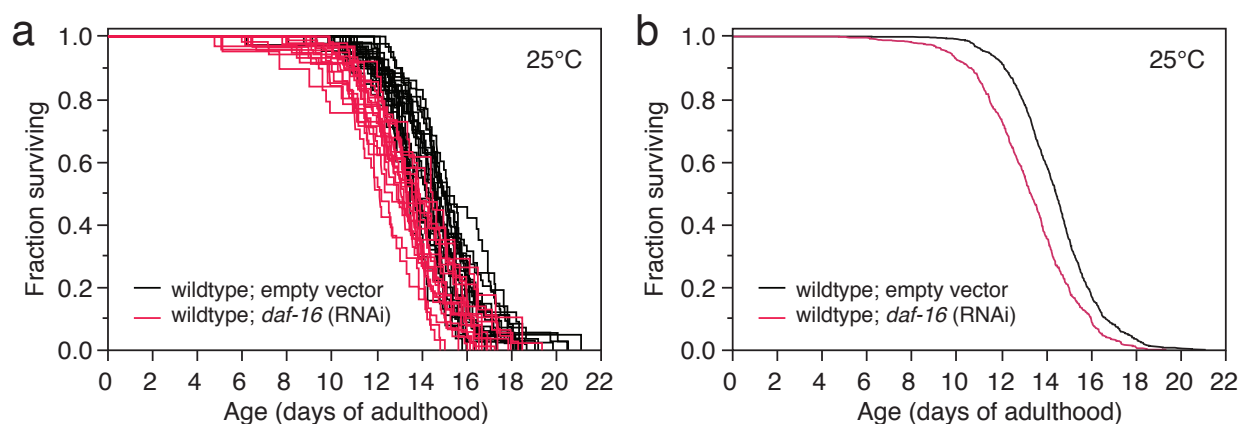 a
25°C
1.0
0.8
0.6
0.4
0.2
0.0
Fraction surviving
wildtype; empty vector
wildtype; daf-16 (RNAi)
0 2 4 6 8 10 12 14 16 18 20 22
Age (days of adulthood)
b
25°C
1.0
0.8
0.6
0.4
0.2
0.0
Fraction surviving
wildtype; empty vector
wildtype; daf-16 (RNAi)
0 2 4 6 8 10 12 14 16 18 20 22
Age (days of adulthood)